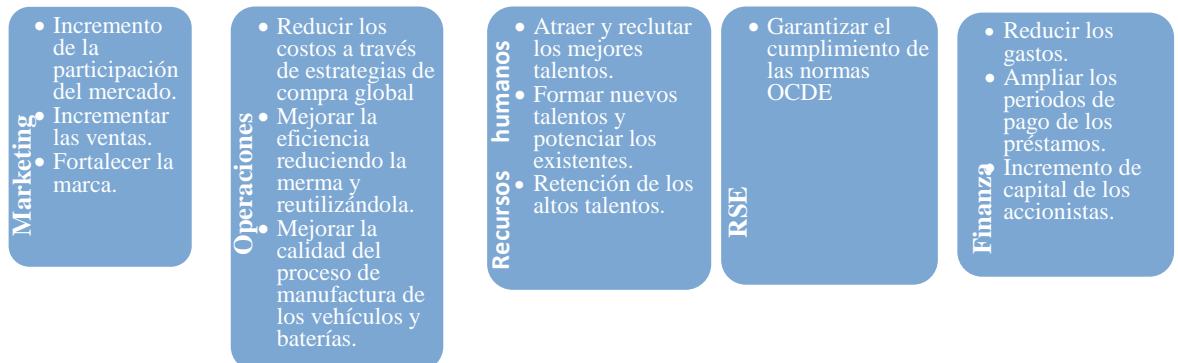 Marketing
• Incremento
de la
participación
del mercado.
• Incrementar
las ventas.
• Fortalecer la
marca.
Operaciones
• Reducir los
costos a través
de estrategias de
compra global
• Mejorar la
eficiencia
reduciendo la
merma y
reutilizándola.
• Mejorar la
calidad del
proceso de
manufactura de
los vehículos y
baterías.
Recursos humanos
• Atraer y reclutar
los mejores
talentos.
• Formar nuevos
talentos y
potenciar los
existentes.
• Retención de los
altos talentos.
RSE
• Garantizar el
cumplimiento de
las normas
OCDE
Finanza
• Reducir los
gastos.
• Ampliar los
períodos de
pago de los
préstamos.
• Incremento de
capital de los
accionistas.